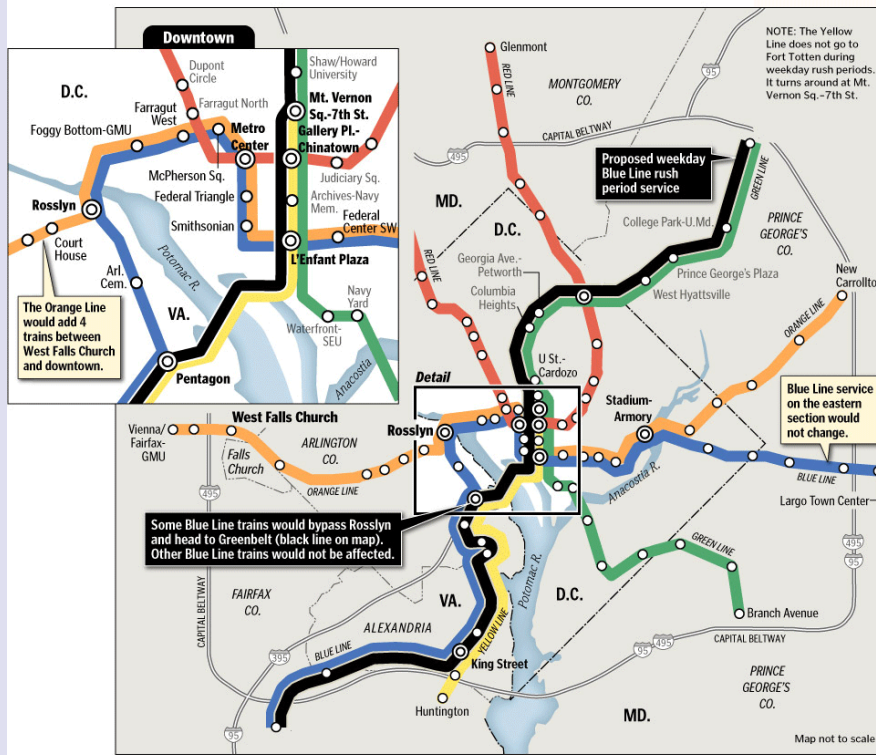 Downtown
D.C.
Dupont
Circle
Farragut
West
Farragut North
Foggy Bottom-GMU
Metro
Center
McPherson Sq.
Shaw/Howard
University
Mt. Vernon
Sq.-7th St.
Gallery Pl.-
Chinatown
Judiciary Sq.
Federal Triangle
Archives-Navy
Mem.
Rosslyn
Smithsonian
Federal
Center SW
Court
House
L'Enfant Plaza
Potomac R.
Arl.
Cem.
VA.
Navy
Yard
Waterfront-
SEU
The Orange Line
would add 4
trains between
West Falls Church
and downtown.
Pentagon
Anacostia
Glenmont
RED LINE
MONTGOMERY
CO.
95
NOTE: The Yellow
Line does not go to
Fort Totten during
weekday rush periods.
It turns around at Mt.
Vernon Sq.-7th St.
CAPITAL BELTWAY
495
Proposed weekday
Blue Line rush
period service
GREEN LINE
MD.
D.C.
College Park-U.Md.
PRINCE
GEORGE'S
CO.
RED LINE
Georgia Ave.-
Petworth
Columbia
Heights
Prince George's Plaza
West Hyattsville
New
Carrollton
ORANGE LINE
U St.-
Cardozo
Detail
Stadium-
Armory
Blue Line service
on the eastern
section would
not change.
West Falls Church
Rosslyn
Vienna/
Fairfax-
GMU
Falls
Church
ARLINGTON
CO.
ORANGE LINE
Anacostia R.
BLUE LINE
Largo Town Center
495
Some Blue Line trains would bypass Rosslyn
and head to Greenbelt (black line on map).
Other Blue Line trains would not be affected.
GREEN LINE
495
95
Potomac R.
FAIRFAX
CO.
VA.
D.C.
CAPITAL BELTWAY
ALEXANDRIA
YELLOW LINE
Branch Avenue
CAPITAL BELTWAY
BLUE LINE
395
King Street
95
495
PRINCE
GEORGE'S
CO.
Huntington
MD.
95
Map not to scale